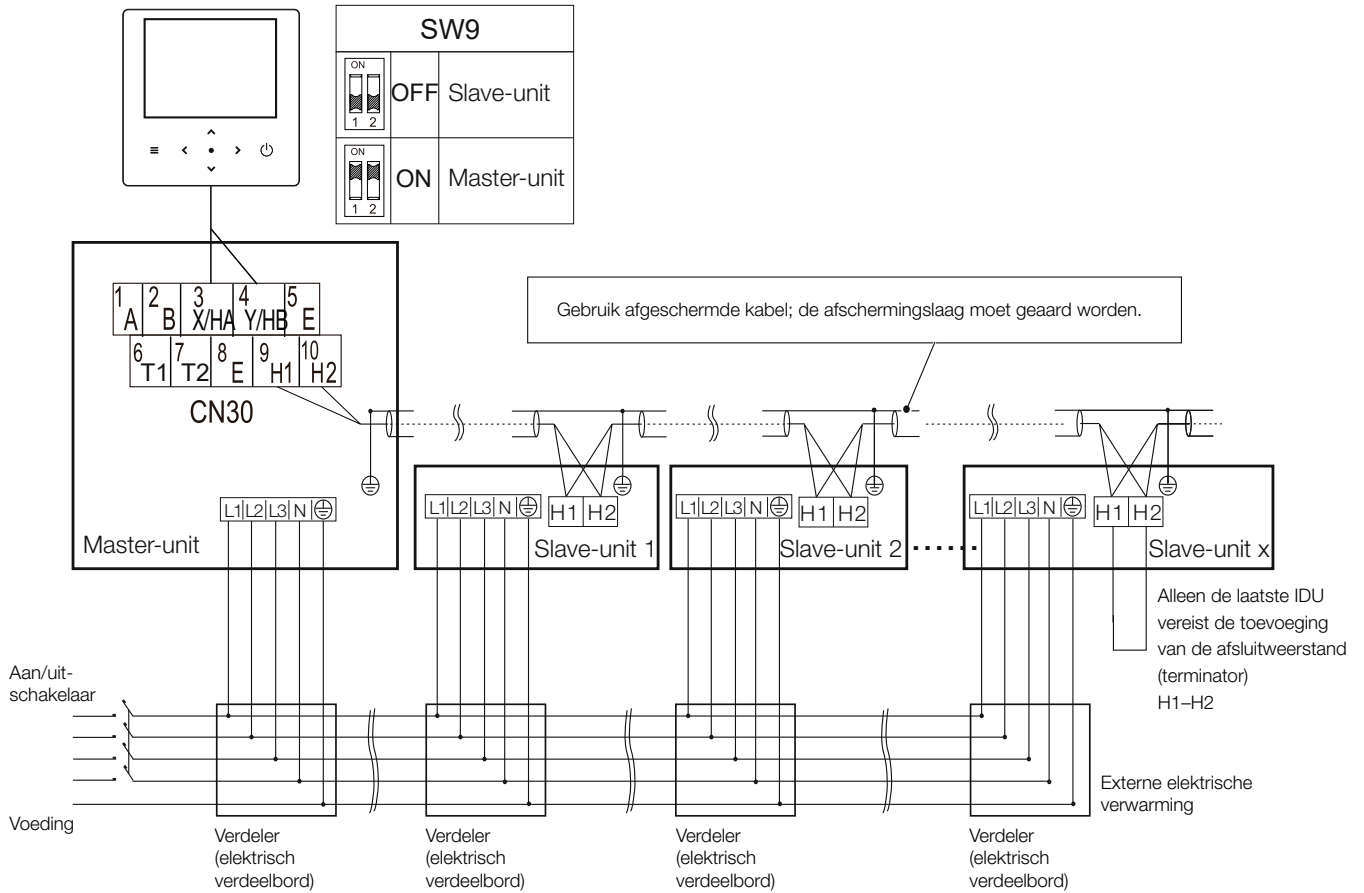 SW9
ON
1 2
OFF
Slave-unit
ON
1 2
ON
Master-unit
1 A
2 B
3 X/HA
4 Y/HB
5 E
6 T1
7 T2
8 E
9 H1
10 H2
CN30
Gebruik afgeschermde kabel; de afschermingslaag moet geaard worden.
L1 L2 L3 N
Master-unit
L1 L2 L3 N
H1 H2
Slave-unit 1
L1 L2 L3 N
H1 H2
Slave-unit 2
L1 L2 L3 N
H1 H2
Slave-unit x
Alleen de laatste IDU
vereist de toevoeging
van de afsluitweerstand
(terminator)
H1–H2
Aan/uit-
schakelaar
Voeding
Externe elektrische
verwarming
Verdeler
(elektrisch
verdeelbord)
Verdeler
(elektrisch
verdeelbord)
Verdeler
(elektrisch
verdeelbord)
Verdeler
(elektrisch
verdeelbord)